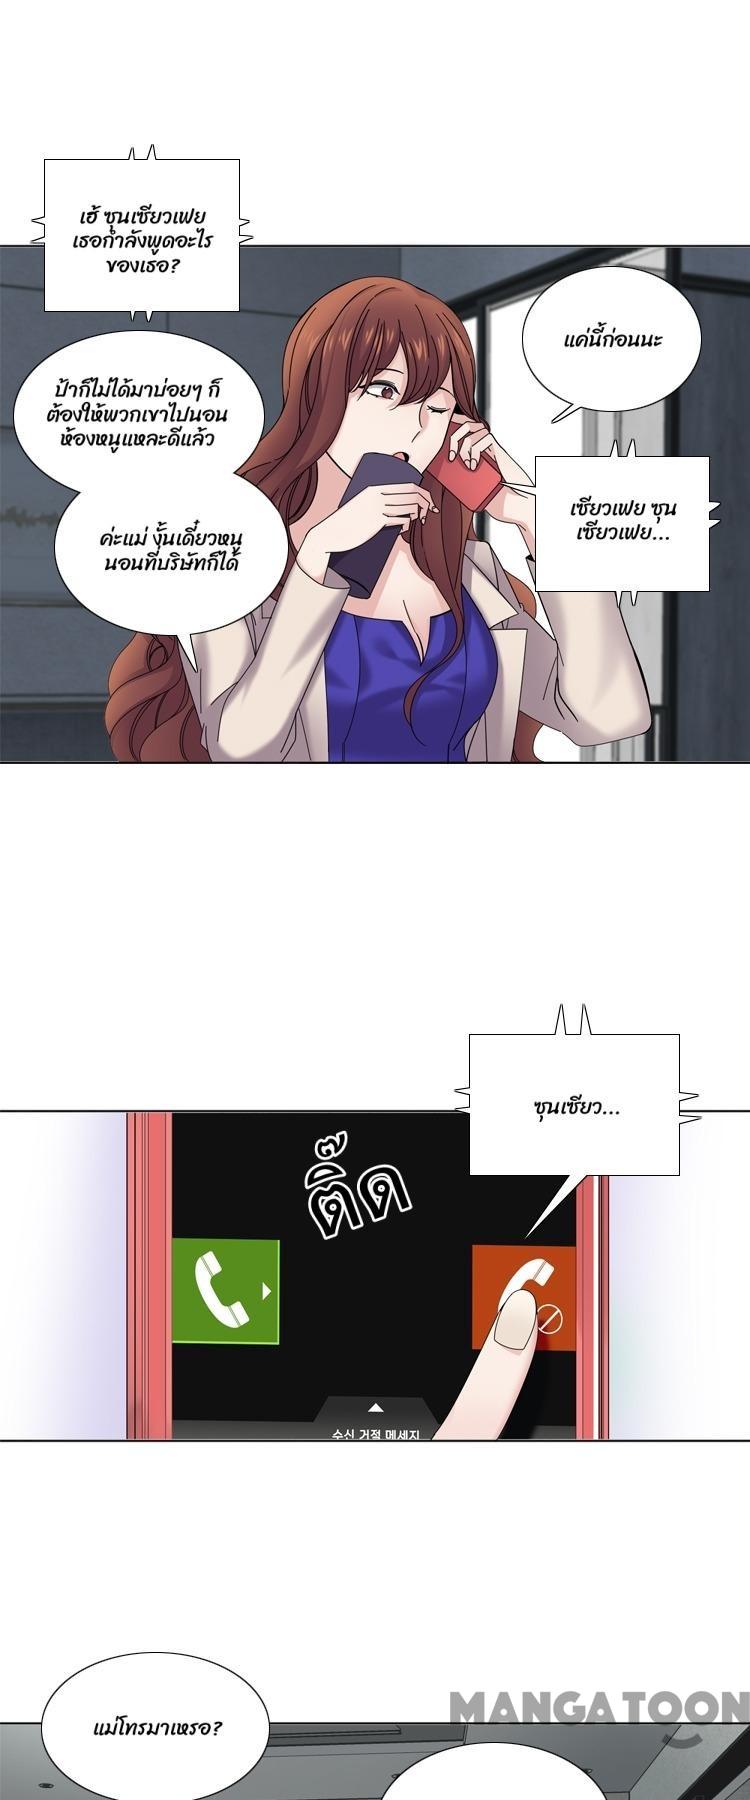 เฮ้ ซุนเซียวเฟย
เธอกำลังพูดอะไร
ของเธอ?
ป้าก็ไม่ได้มาบ่อยๆ ก็
ต้องให้พวกเขาไปนอน
ห้องหนูแหละดีแล้ว
ค่ะแม่ งั้นเดี๋ยวหนู
นอนที่บริษัทก็ได้
แค่นี้ก่อนนะ
เซียวเฟย ซุน
เซียวเฟย...
ซุนเซียว...
ติ๊ด
수신 거절 메세지
แม่โทรมาเหรอ?
MANGATOON